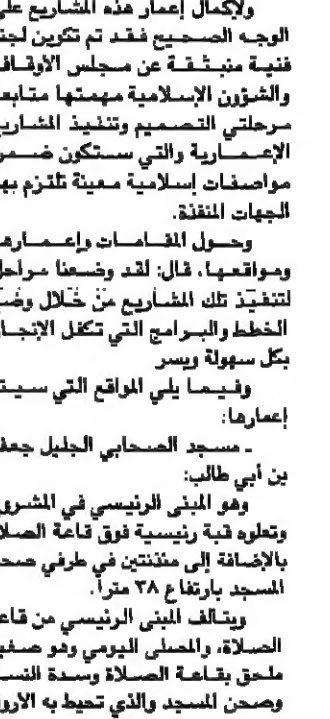 ولإكمال إعمار هذه المشاريع على
الوجه الصحيح فقد تم تكوين لجنة
فنية منبثقة عن مجلس الأوقاف
والشؤون الإسلامية مهمتها متابعة
مرحلتي التصميم وتنفيذ المشاريع
الإعمارية والتي ستكون ضمن
مواصفات إسلامية معينة تلتزم بها
الجهات المنفذة.
وحول المقامات وإعمارها
ومواقعها، قال: لقد وضعنا مراحل
لتنفيذ تلك المشاريع من خلال وضع
الخطط والبرامج التي تكفل الإنجاز
بكل سهولة ويسر
وفيما يلي المواقع التي سيتم
إعمارها:
ـ مسجد الصحابي الجليل جعفر
بن أبي طالب:
وهو المبنى الرئيسي في المشروع
وتعلوه قبة رئيسية فوق قاعة الصلاة
بالإضافة إلى مئذنتين في طرفي صحن
المسجد بارتفاع ٣٨ متراً.
ويتألف المبنى الرئيسي من قاعة
الصلاة، والمصلى اليومي وهو صغير
ملحق بقاعة الصلاة وسدة النساء
وصحن المسجد والذي تحيط به الأروقة